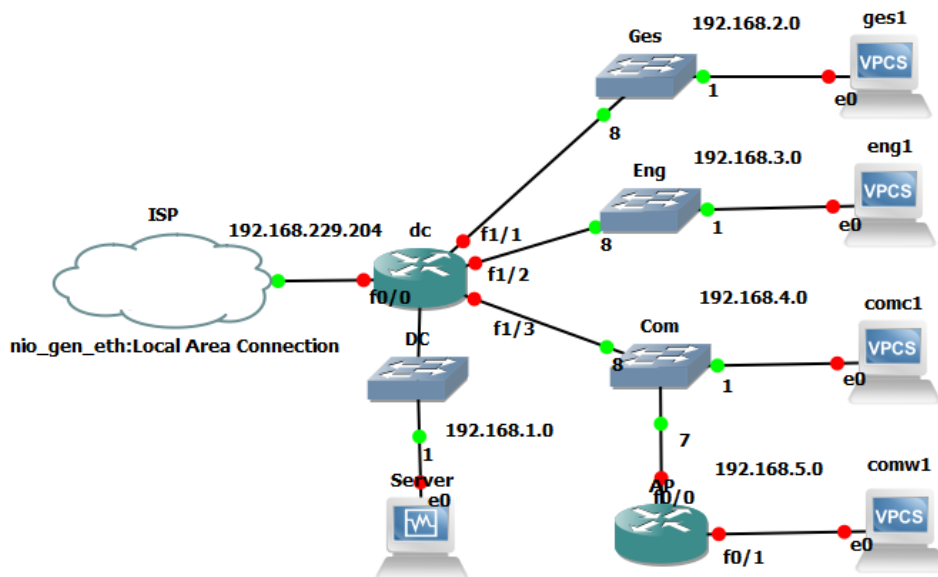 192.168.2.0
ges1
Ges
VPCS
1
e0
8
192.168.3.0
eng1
Eng
VPCS
ISP
192.168.229.204
dc
f1/1
8
1
e0
f1/2
f0/0
192.168.4.0
comc1
f1/3
Com
VPCS
nio_gen_eth:Local Area Connection
DC
8
1
e0
192.168.1.0
7
1
192.168.5.0
comw1
Server
AP
e0
f0/0
VPCS
f0/1
e0